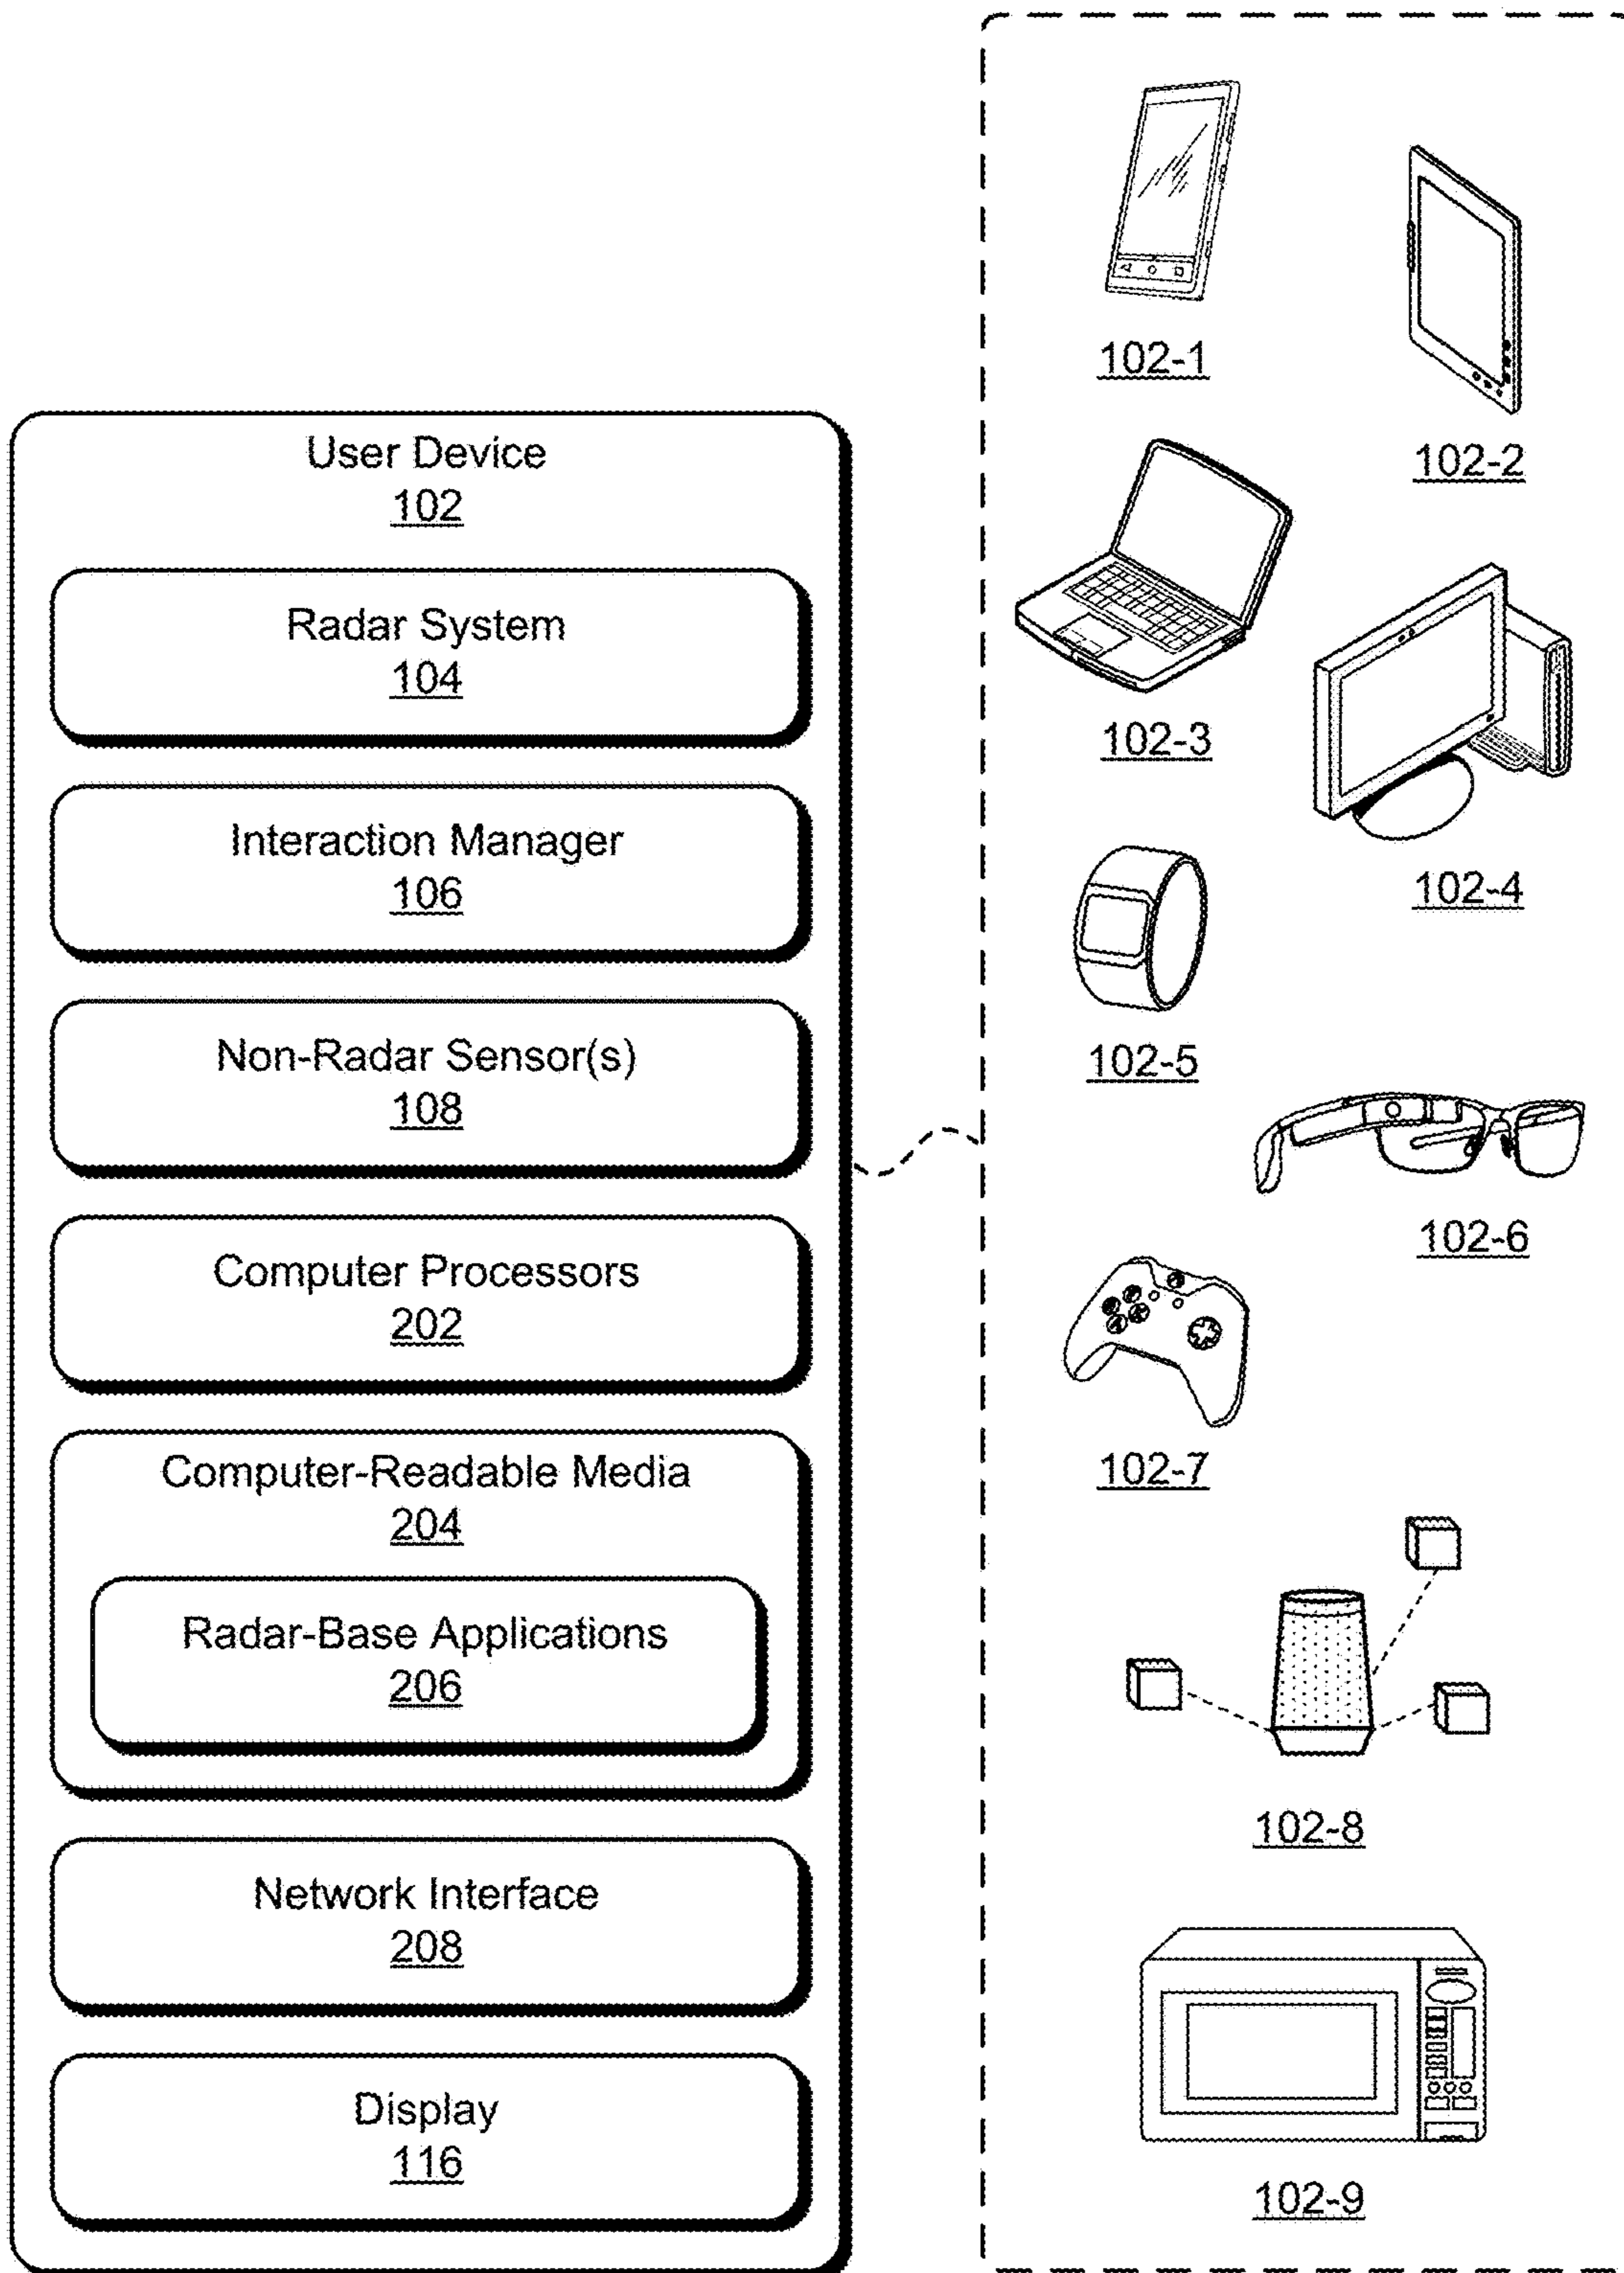 User Device
102
Radar System
104
Interaction Manager
106
Non-Radar Sensor(s)
108
Computer Processors
202
Computer-Readable Media
204
Radar-Base Applications
206
Network Interface
208
Display
116
102-1
102-2
102-3
102-4
102-5
102-6
102-7
102-8
102-9